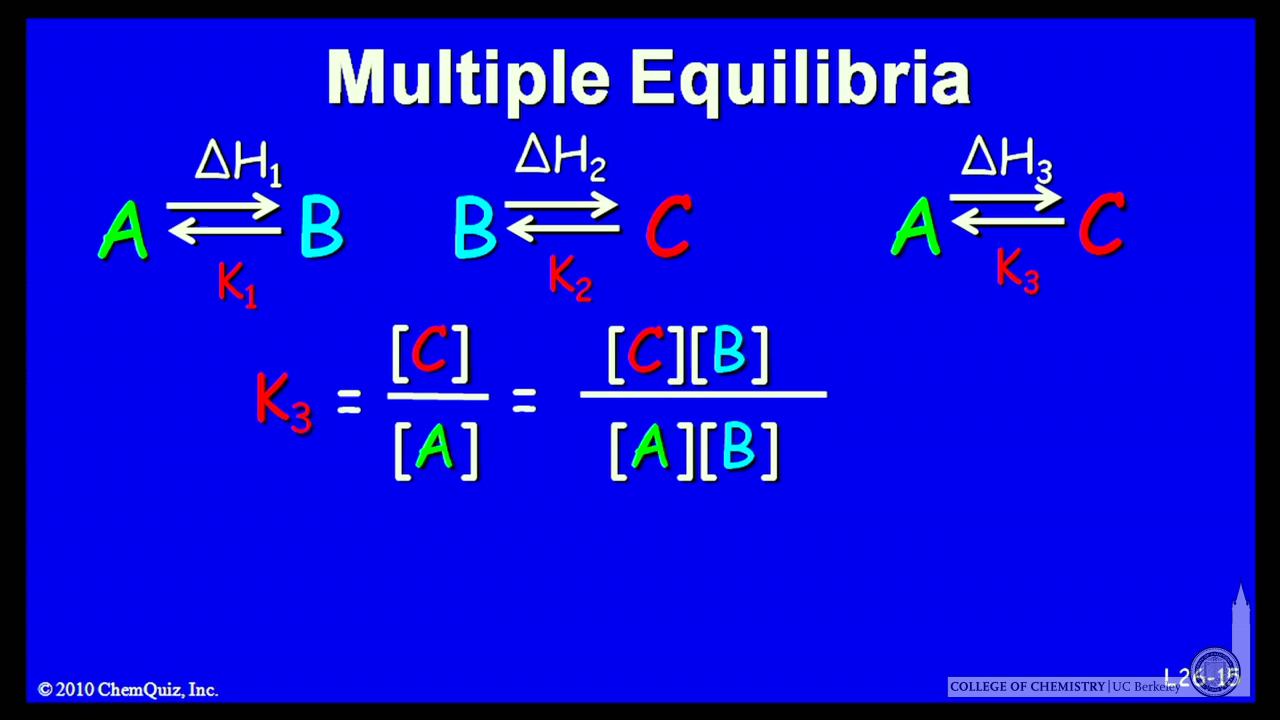 Multiple Equilibria
ΔH₁ ΔH₂ ΔH₃
A ⇌ B B ⇌ C A ⇌ C
K₁ K₂ K₃
[C] [C][B]
K₃ = —— = ————
[A] [A][B]
L26-15
© 2010 ChemQuiz, Inc.
COLLEGE OF CHEMISTRY | UC Berkeley